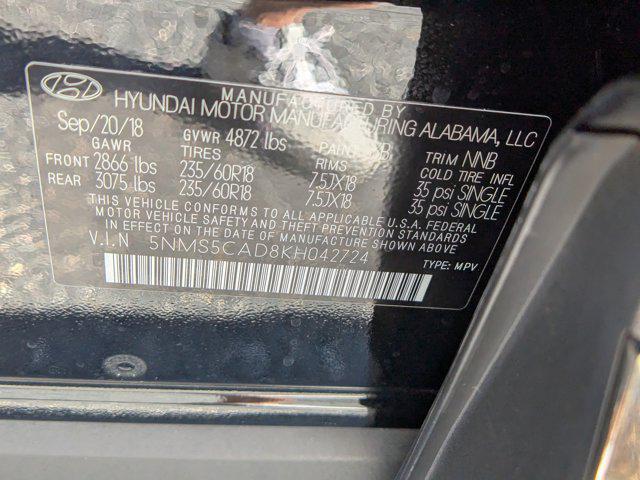 MANUFACTURED BY
HYUNDAI MOTOR MANUFACTURING ALABAMA, LLC
Sep/20/18 GVWR 4872 lbs TRIM NNB
GAWR TIRES RIMS COLD TIRE INFL
FRONT 2866 lbs 235/60R18 7.5JX18 35 psi SINGLE
REAR 3075 lbs 235/60R18 7.5JX18 35 psi SINGLE
THIS VEHICLE CONFORMS TO ALL APPLICABLE U.S.A. FEDERAL
MOTOR VEHICLE SAFETY AND THEFT PREVENTION STANDARDS
IN EFFECT ON THE DATE OF MANUFACTURE SHOWN ABOVE.
V.I.N 5NMS5CAD8KH042724
TYPE: MPV